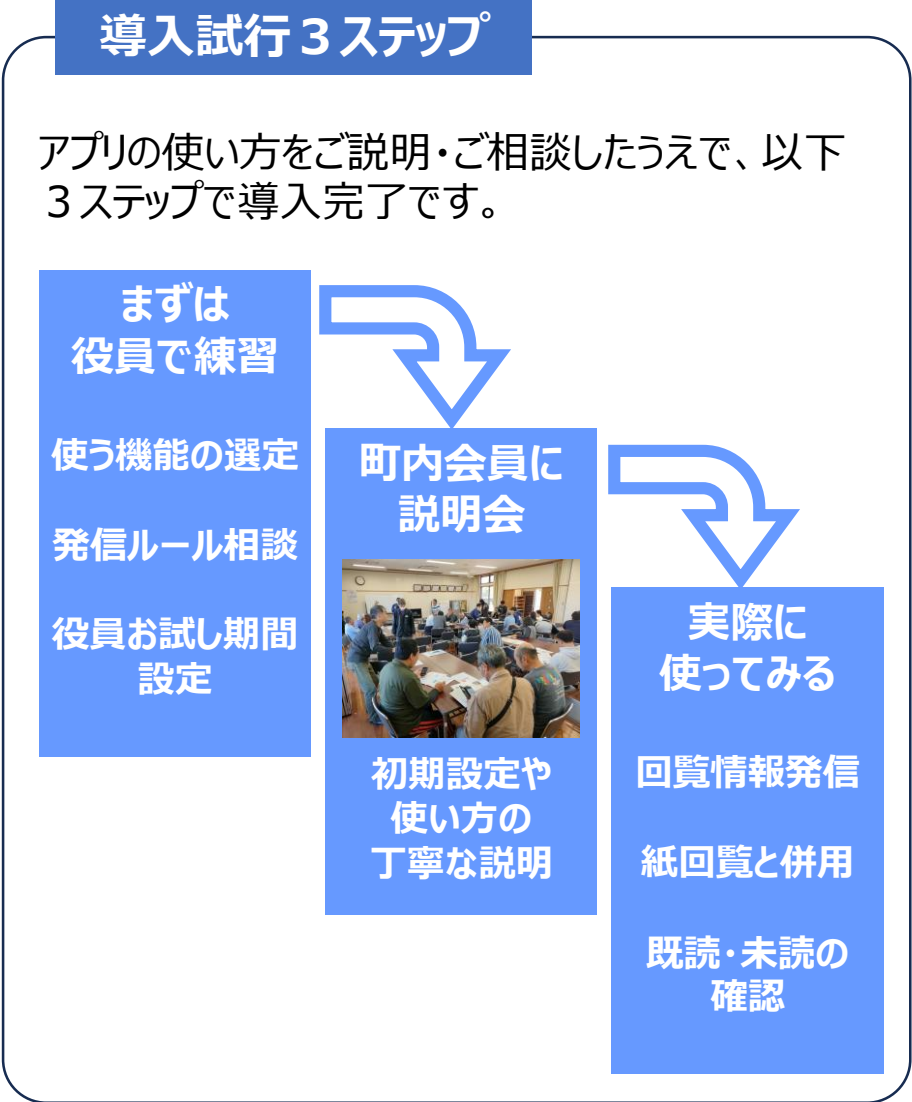 導入試行３ステップ
アプリの使い方をご説明・ご相談したうえで、以下
３ステップで導入完了です。
まずは
役員で練習
使う機能の選定
発信ルール相談
役員お試し期間
設定
町内会員に
説明会
初期設定や
使い方の
丁寧な説明
実際に
使ってみる
回覧情報発信
紙回覧と併用
既読・未読の
確認